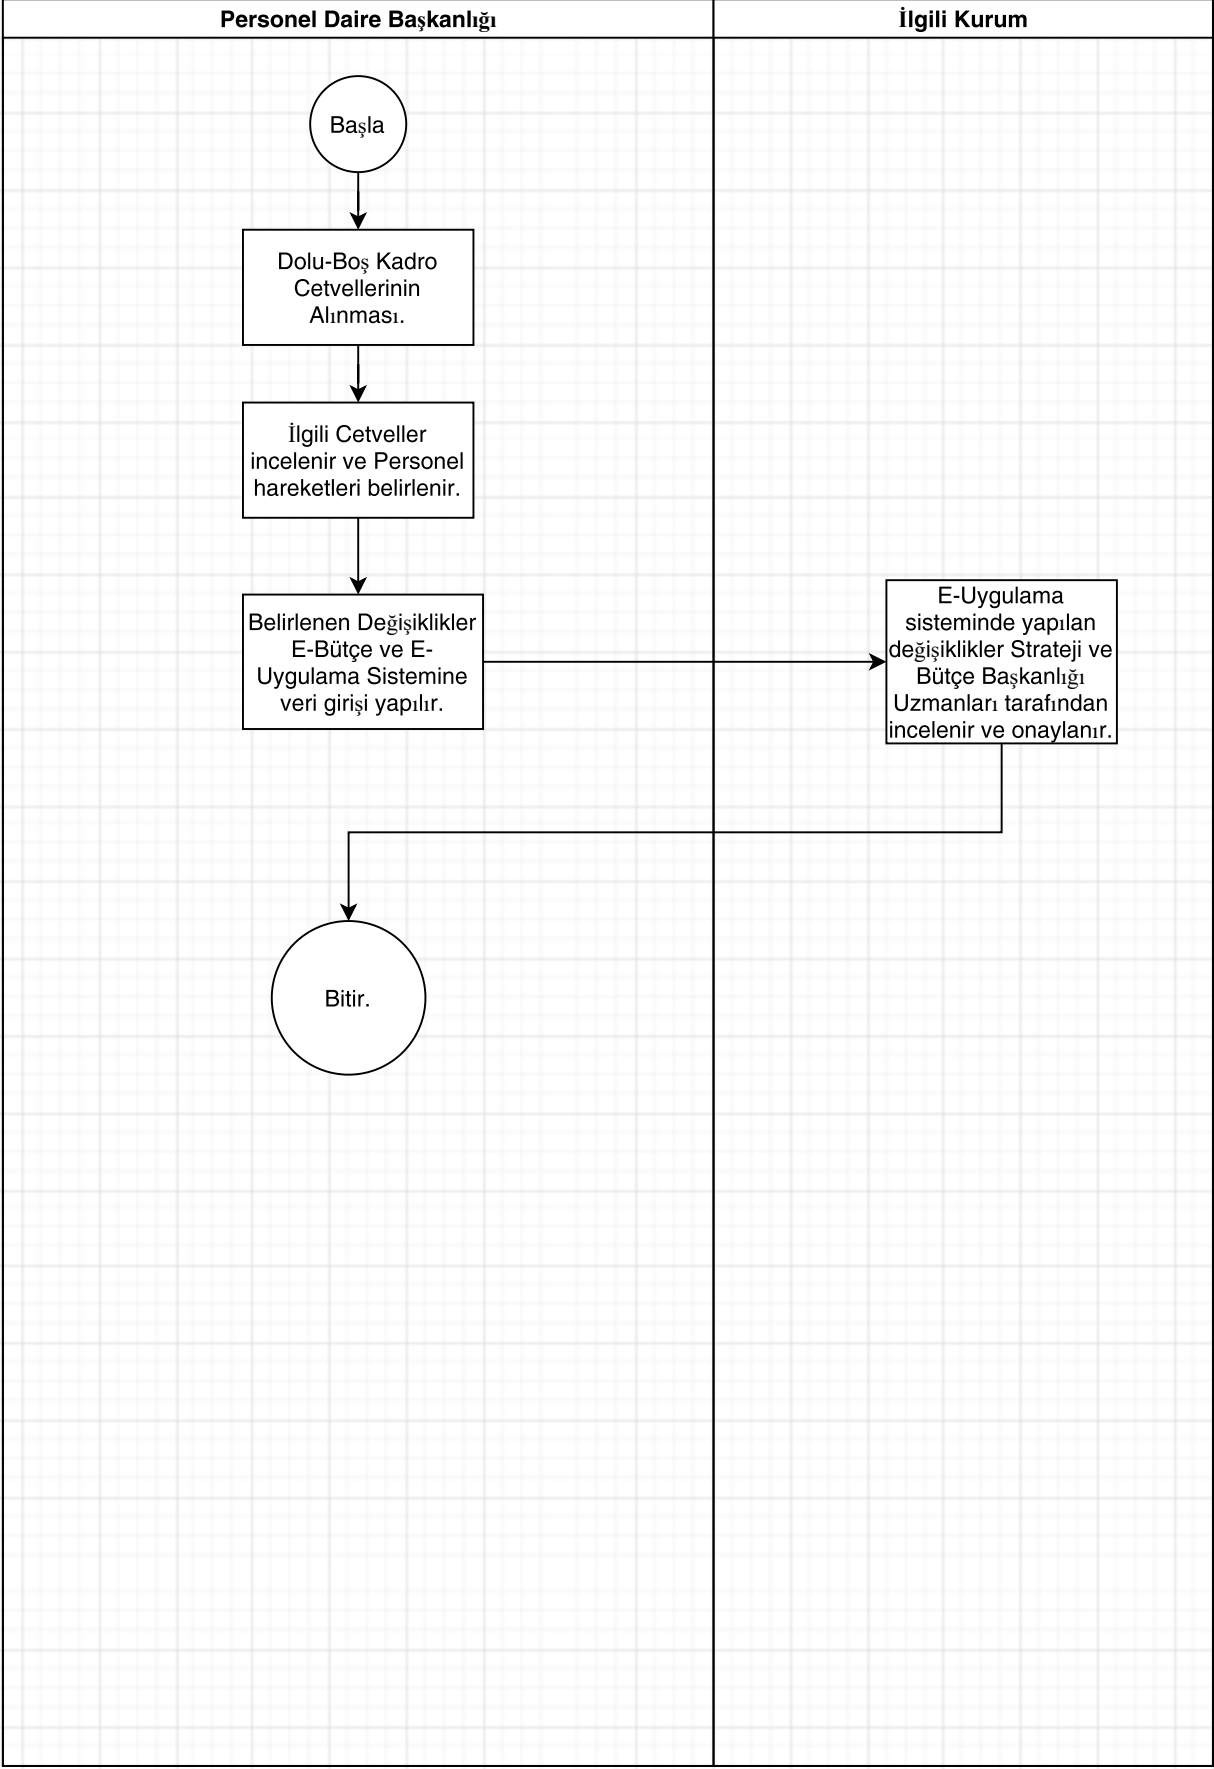 Personel Daire Başkanlığı
İlgili Kurum
Başla
Dolu-Boş Kadro
Cetvellerinin
Alınması.
İlgili Cetveller
incelenir ve Personel
hareketleri belirlenir.
Belirlenen Değişiklikler
E-Bütçe ve E-
Uygulama Sistemine
veri girişi yapılır.
E-Uygulama
sisteminde yapılan
değişiklikler Strateji ve
Bütçe Başkanlığı
Uzmanları tarafından
incelenir ve onaylanır.
Bitir.